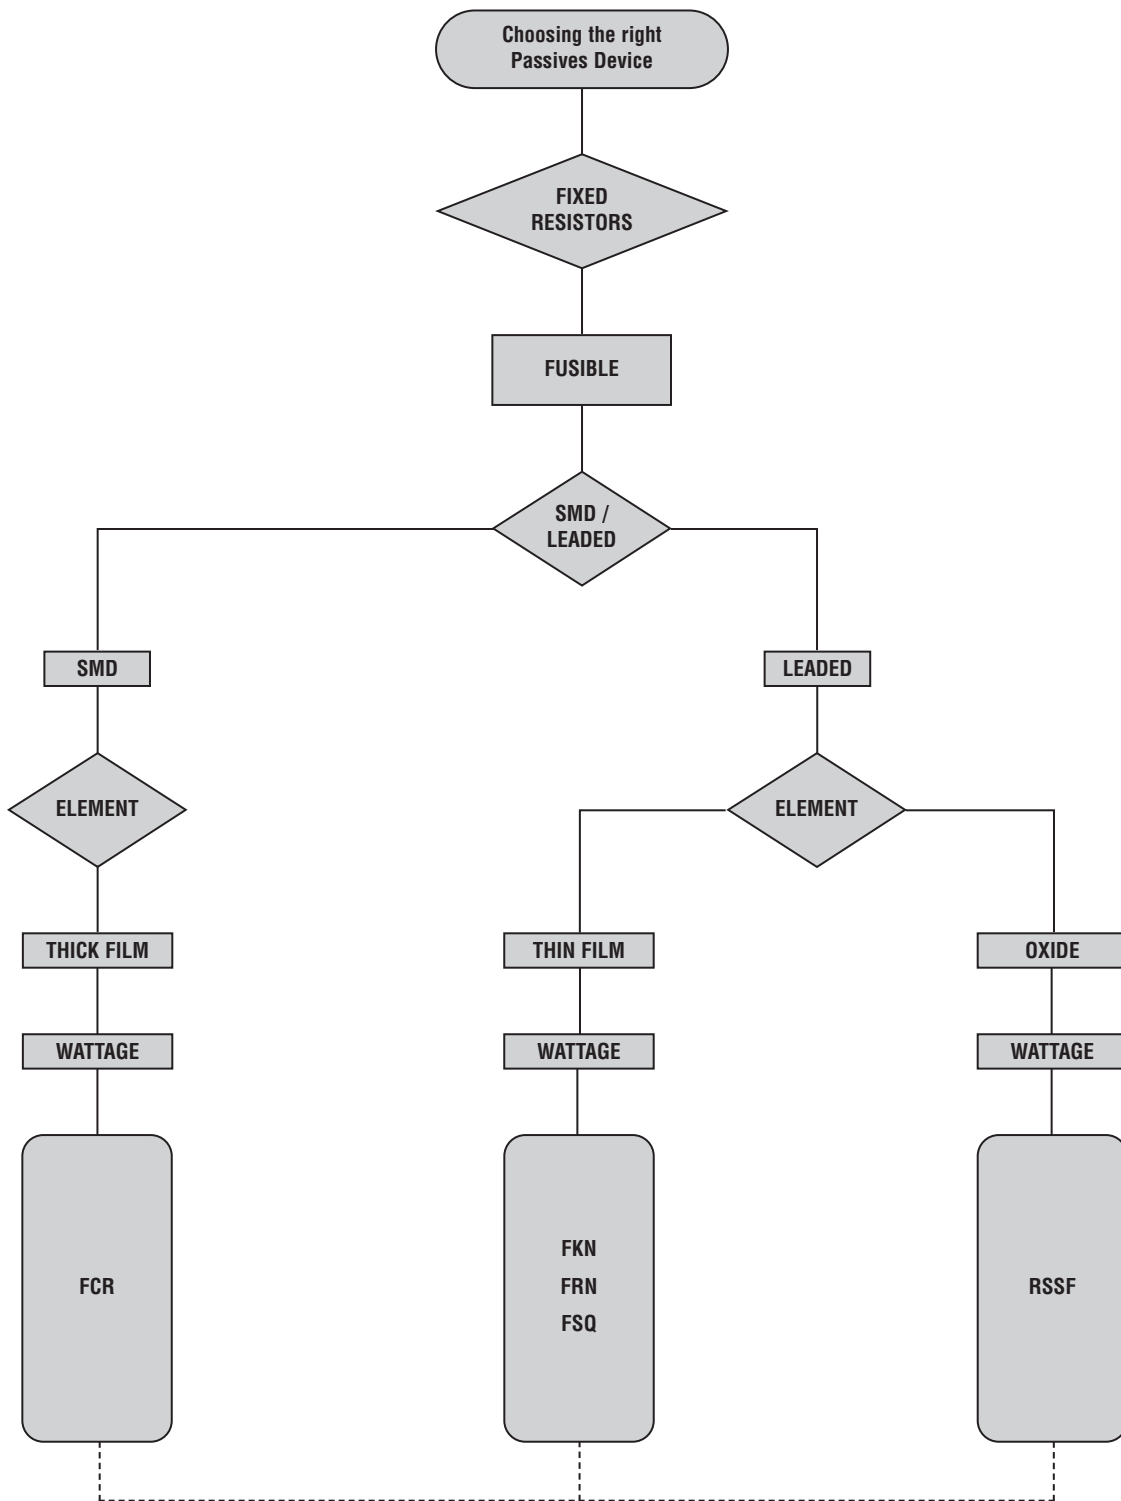 Choosing the right
Passives Device
FIXED
RESISTORS
FUSIBLE
SMD /
LEADED
SMD
LEADED
ELEMENT
ELEMENT
THICK FILM
THIN FILM
OXIDE
WATTAGE
WATTAGE
WATTAGE
FCR
FKN
FRN
FSQ
RSSF